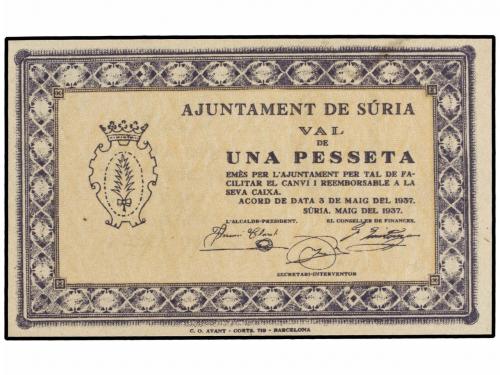 AJUNTAMENT DE SÚRIA
VAL
DE
UNA PESSETA
EMÈS PER L'AJUNTAMENT PER TAL DE FA-
CILITAR EL CANVI I REEMBORSABLE A LA
SEVA CAIXA.
ACORD DE DATA 3 DE MAIG DEL 1937.
SÚRIA, MAIG DEL 1937.
L'ALCALDE-PRESIDENT, EL CONSELLER DE FINANCES,
SECRETARI-INTERVENTOR
C. O. AVANT - CORTS, 719 - BARCELONA